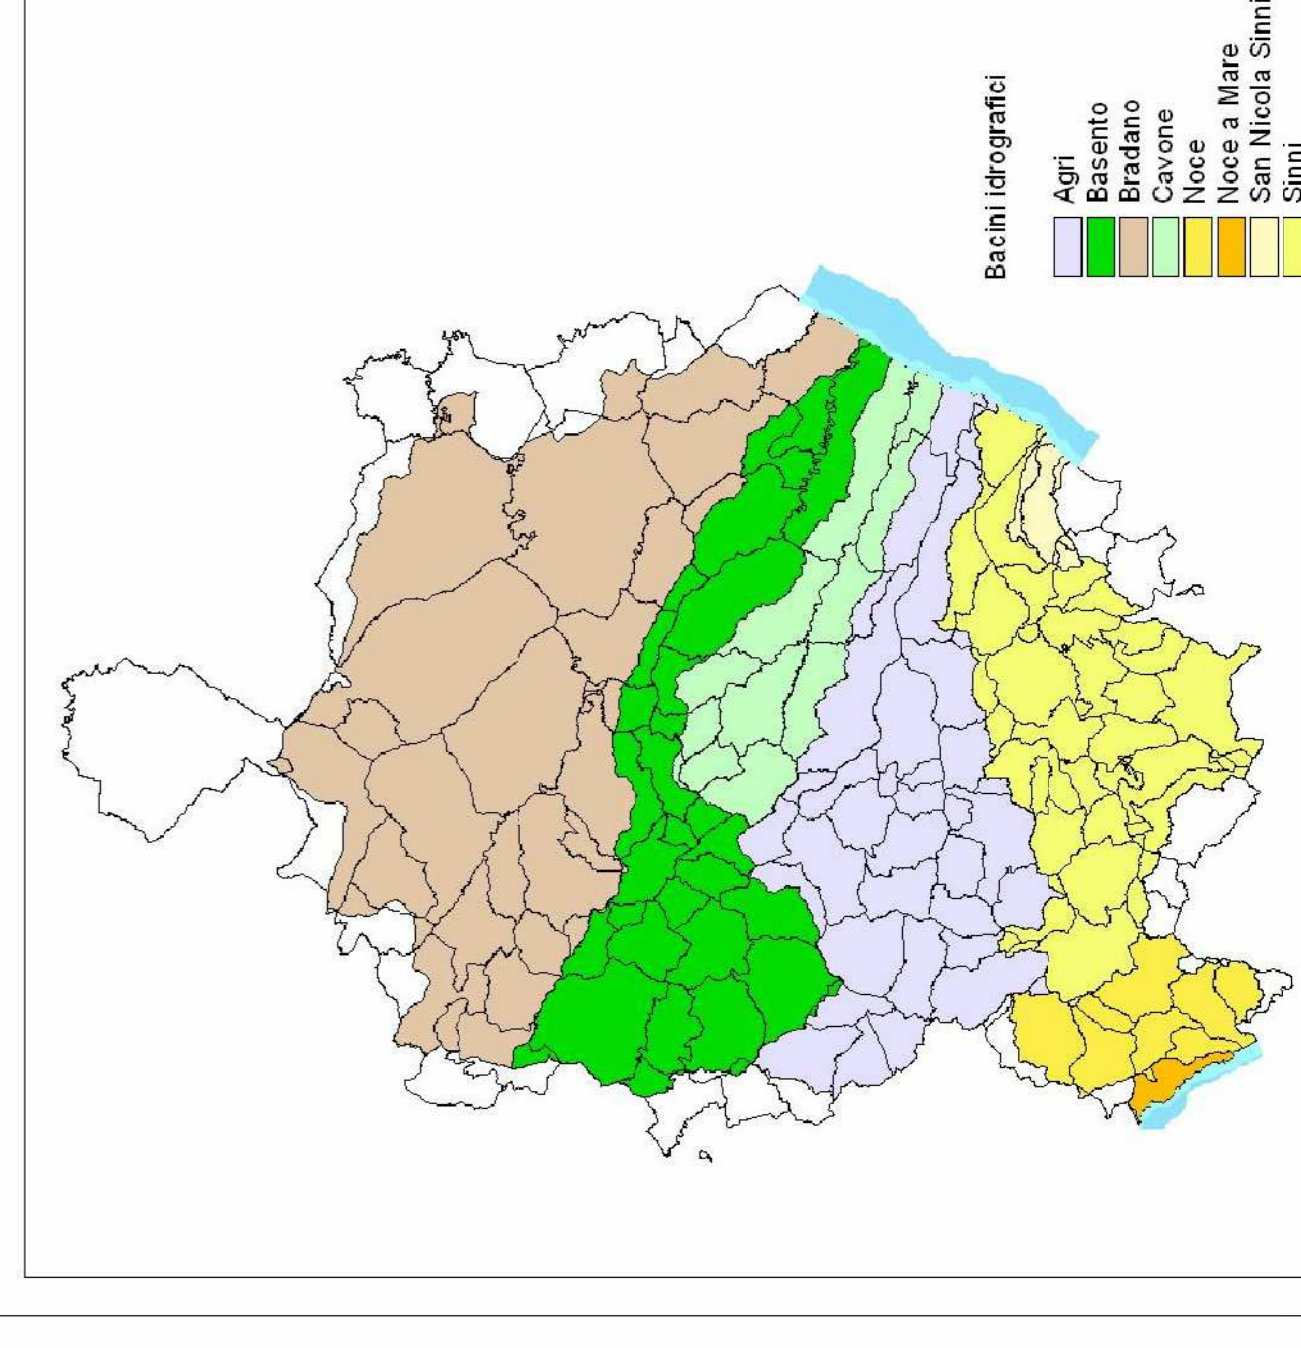 Bacini idrografici
Agri
Basento
Bradano
Cavone
Noce
Noce a Mare
San Nicola Sinni
Sinni